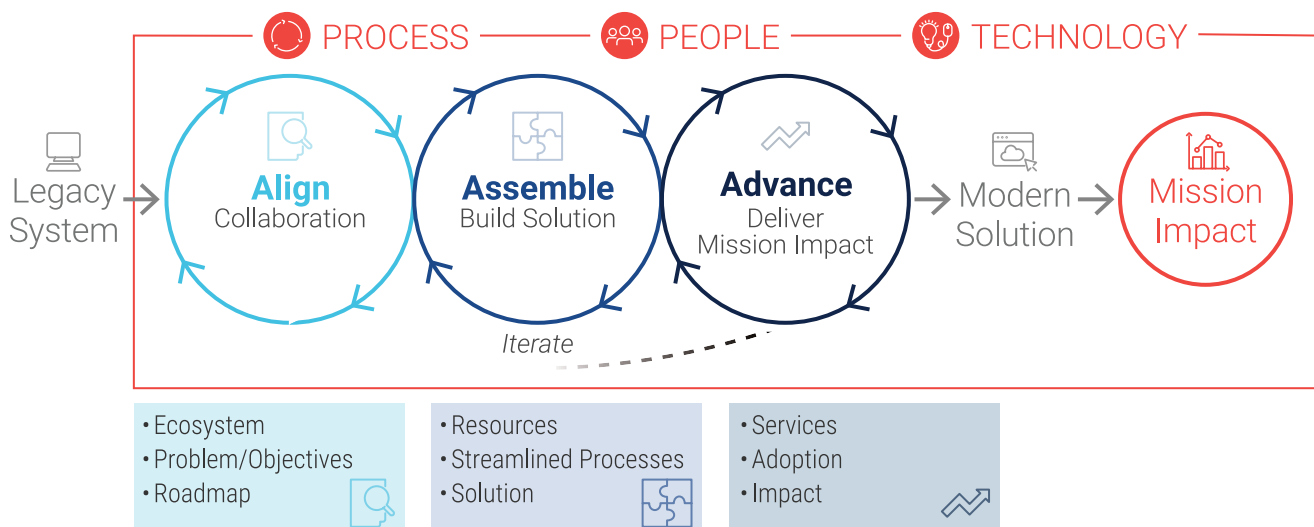 PROCESS
PEOPLE
TECHNOLOGY
Legacy
System
Align
Collaboration
Assemble
Build Solution
Advance
Deliver
Mission Impact
Modern
Solution
Mission
Impact
Iterate
• Ecosystem
• Problem/Objectives
• Roadmap
• Resources
• Streamlined Processes
• Solution
• Services
• Adoption
• Impact